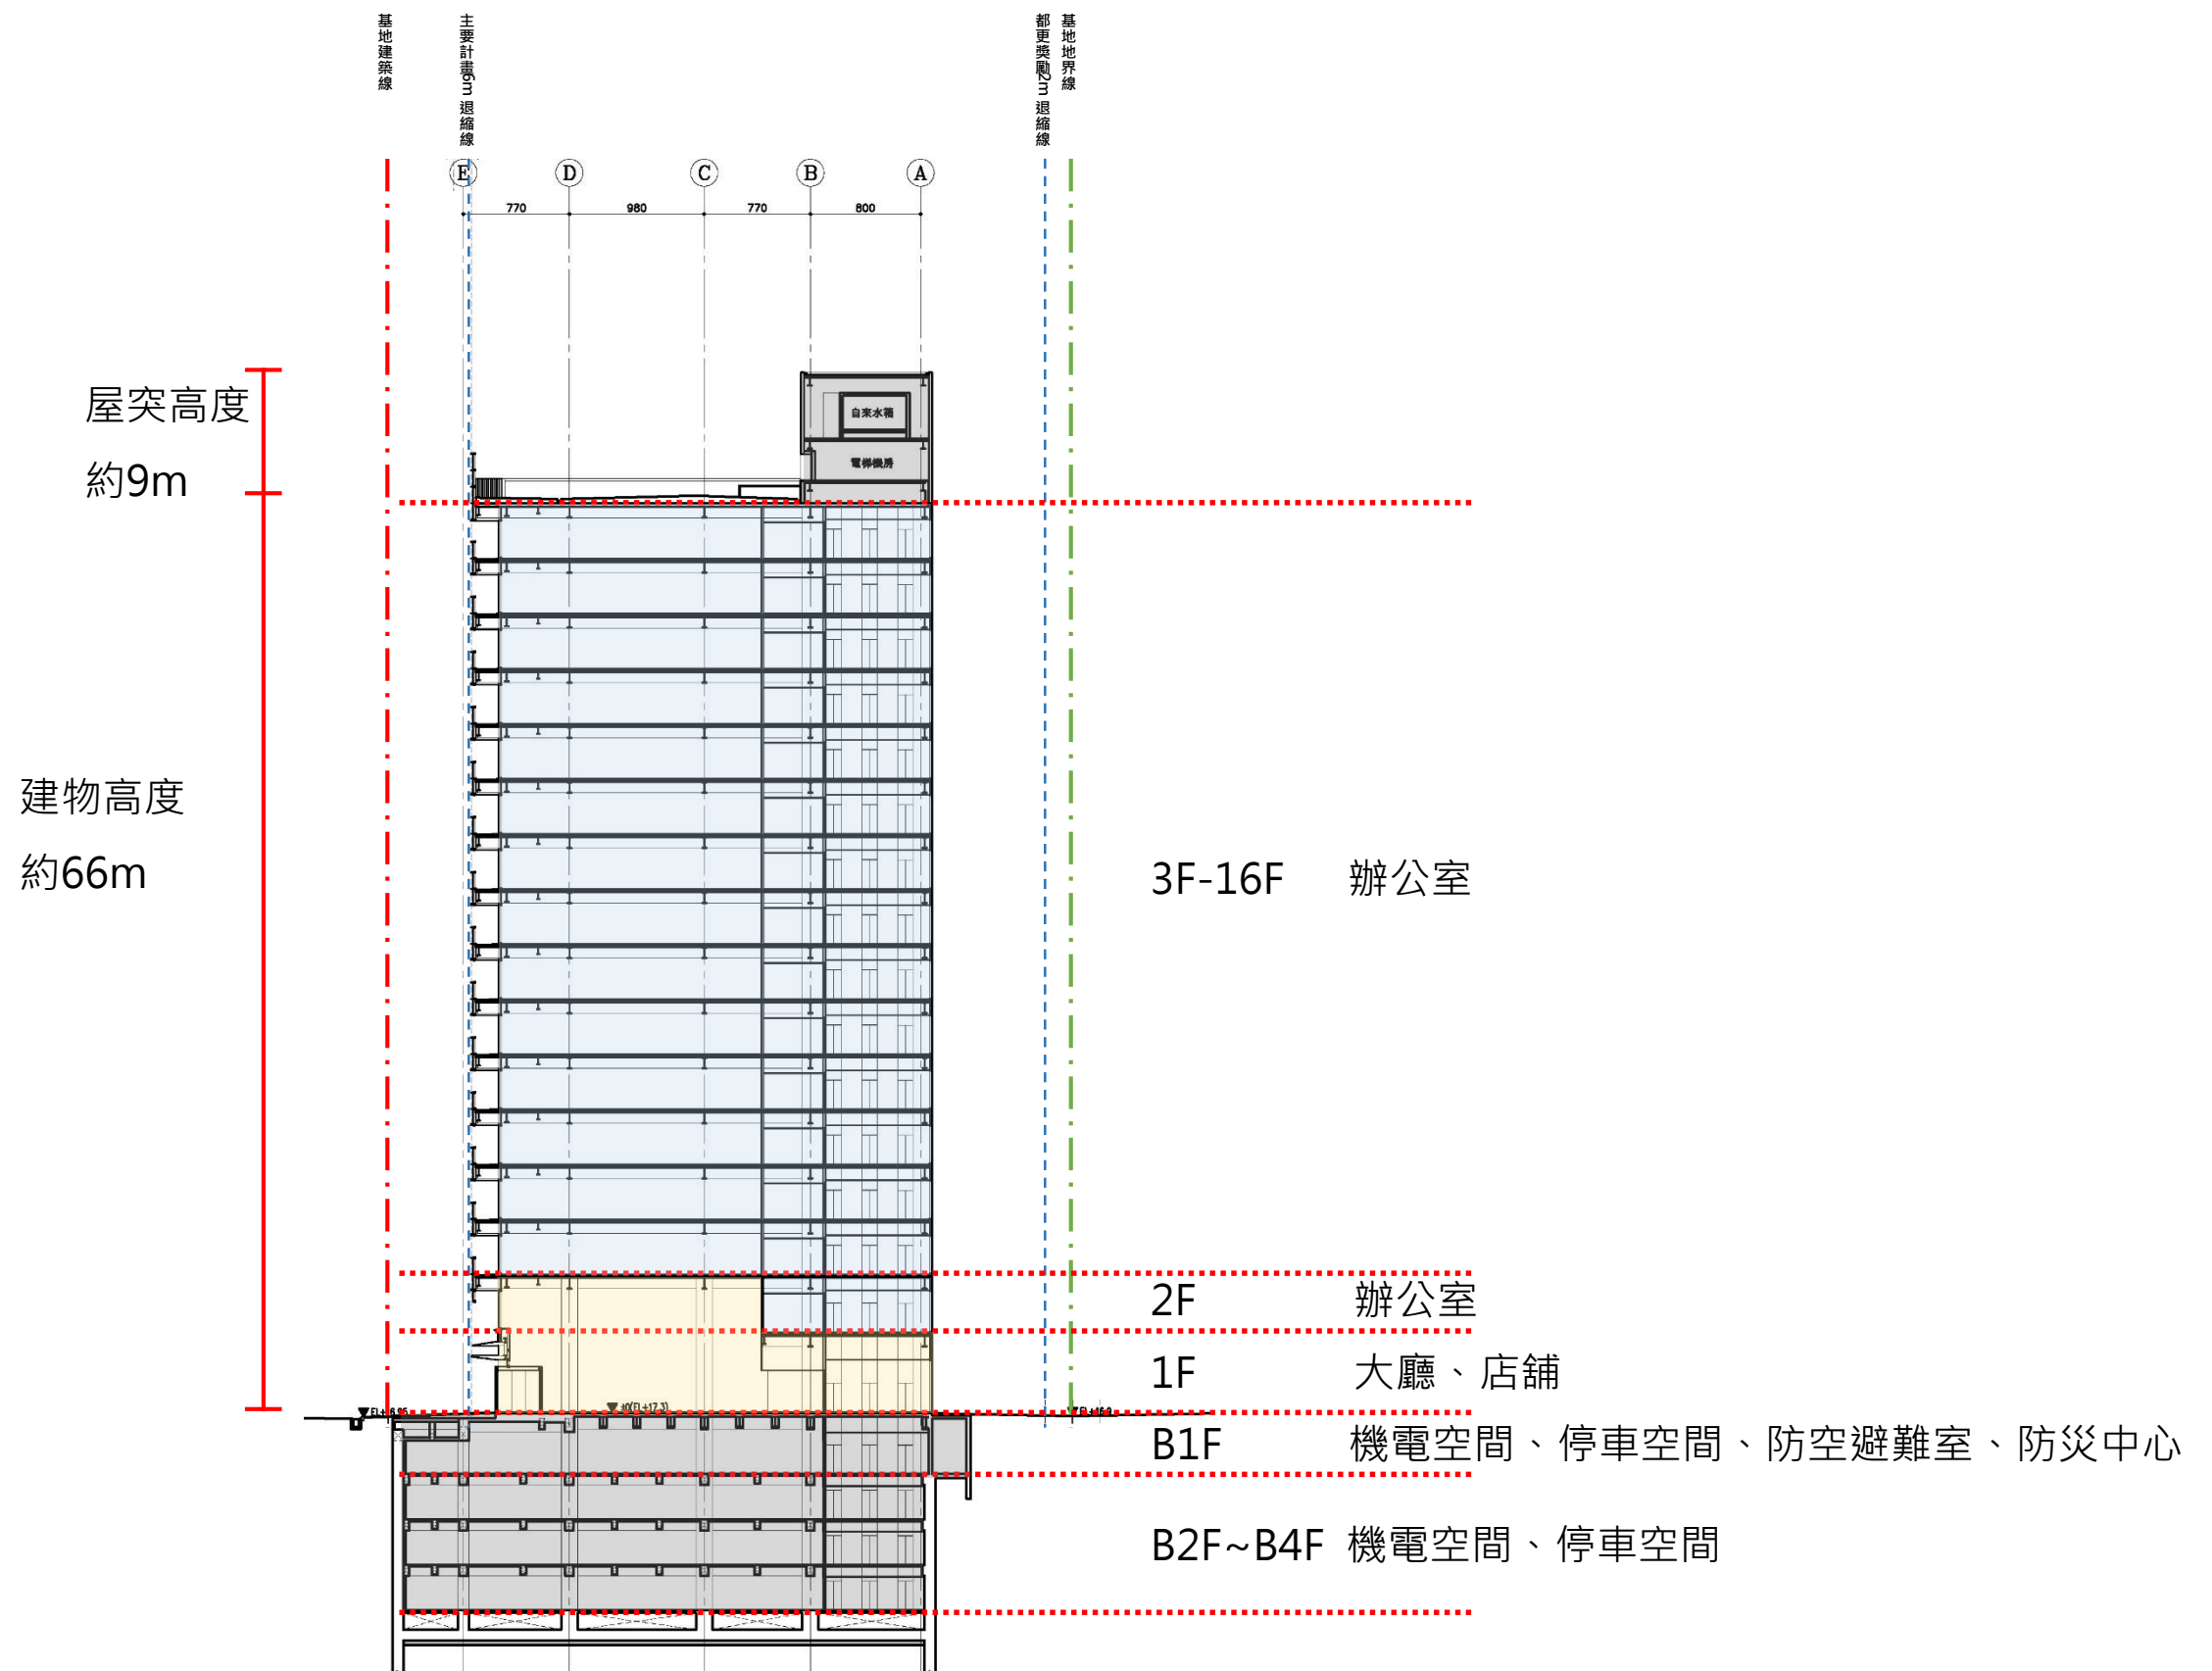 基地建築線
主要計畫6m 退縮線
都更獎勵2m 退縮線
基地地界線
E
D
C
B
A
770
980
770
800
屋突高度
約9m
自來水箱
電梯機房
建物高度
約66m
3F-16F 辦公室
2F 辦公室
1F 大廳、店舖
±0(EL+17.3)
B1F 機電空間、停車空間、防空避難室、防災中心
B2F~B4F 機電空間、停車空間